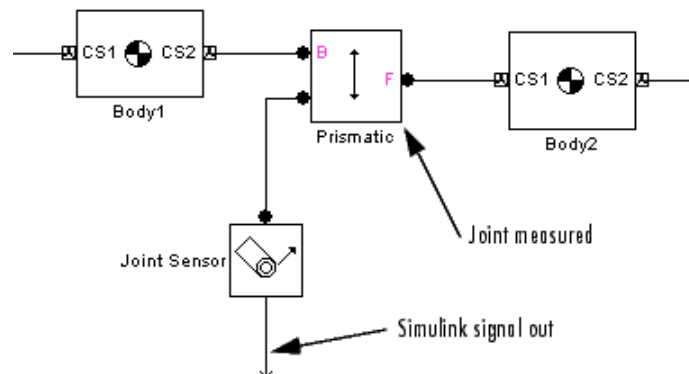 CS1 CS2
Body1
B
F
Prismatic
CS1 CS2
Body2
Joint measured
Joint Sensor
Simulink signal out